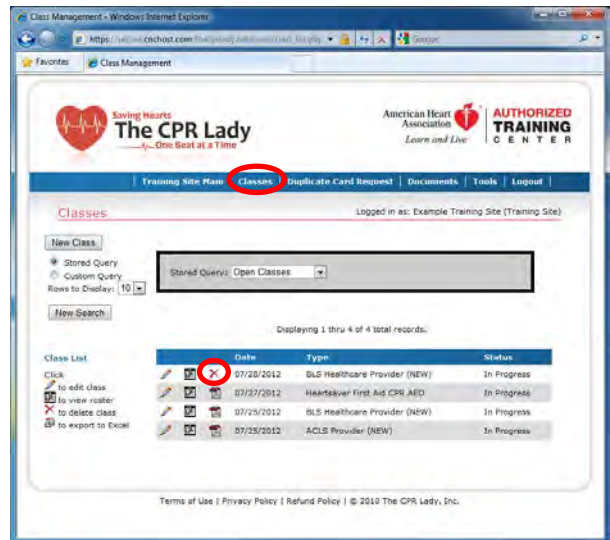 Class Management - Windows Internet Explorer
Favorites Class Management
Saving Hearts
The CPR Lady
One Beat at a Time
American Heart
Association
Learn and Live
AUTHORIZED
TRAINING
CENTER
Training Site Main | Classes | Duplicate Card Request | Documents | Tools | Logout |
Classes
Logged in as: Example Training Site (Training Site)
New Class
Stored Query
Custom Query
Rows to Display: 10
New Search
Stored Query: Open Classes
Displaying 1 thru 4 of 4 total records.
Class List
Click
to edit class
to view roster
to delete class
to export to Excel
Date Type Status
07/28/2012 BLS Healthcare Provider (NEW) In Progress
07/27/2012 Heartsaver First Aid CPR AED In Progress
07/25/2012 BLS Healthcare Provider (NEW) In Progress
07/25/2012 ACLS Provider (NEW) In Progress
Terms of Use | Privacy Policy | Refund Policy | © 2010 The CPR Lady, Inc.